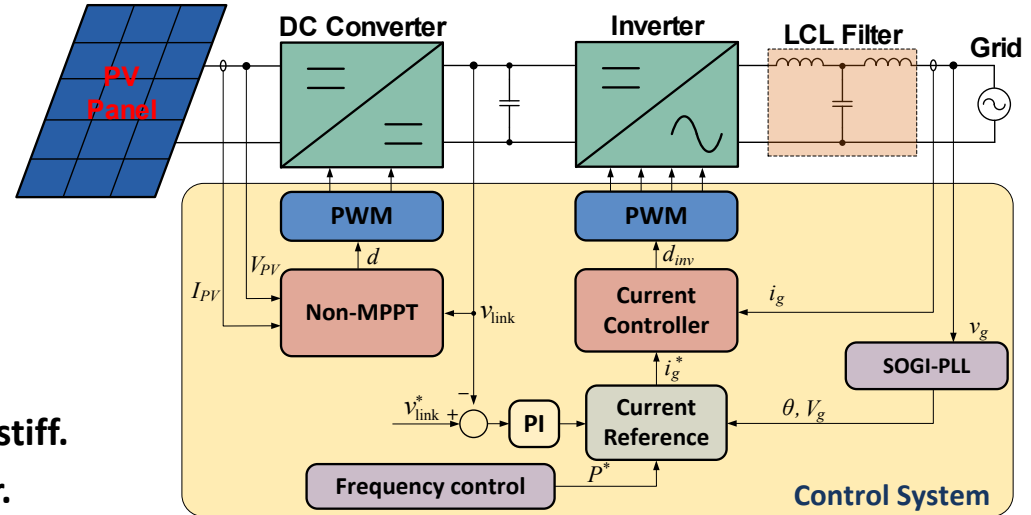 DC Converter
Inverter
LCL Filter
Grid
PV
Panel
PWM
PWM
d
d_inv
V_PV
I_PV
Non-MPPT
v_link
Current
Controller
i_g
v_g
SOGI-PLL
i_g^*
−
v_link^*
+
PI
Current
Reference
θ, V_g
stiff.
r.
Frequency control
P^*
Control System